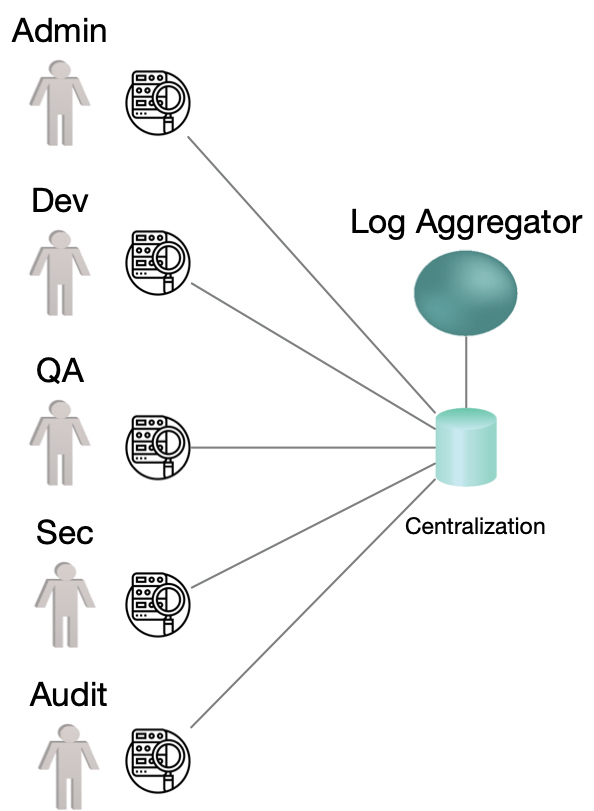 Admin
Dev
Log Aggregator
QA
Centralization
Sec
Audit